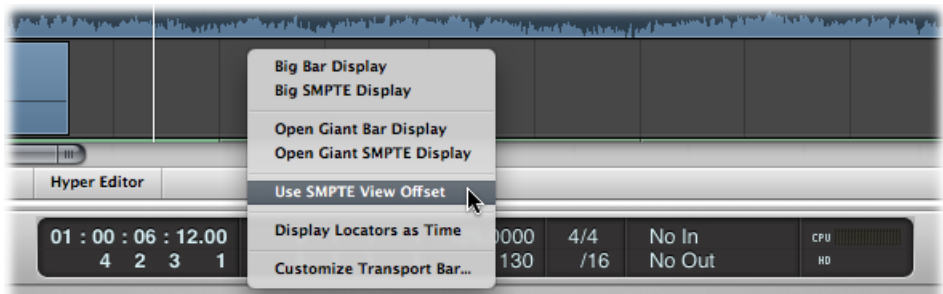 Big Bar Display
Big SMPTE Display
Open Giant Bar Display
Open Giant SMPTE Display
Hyper Editor
Use SMPTE View Offset
Display Locators as Time
Customize Transport Bar...
01 : 00 : 06 : 12.00
0000 4/4 No In CPU
4 2 3 1
130 /16 No Out HD